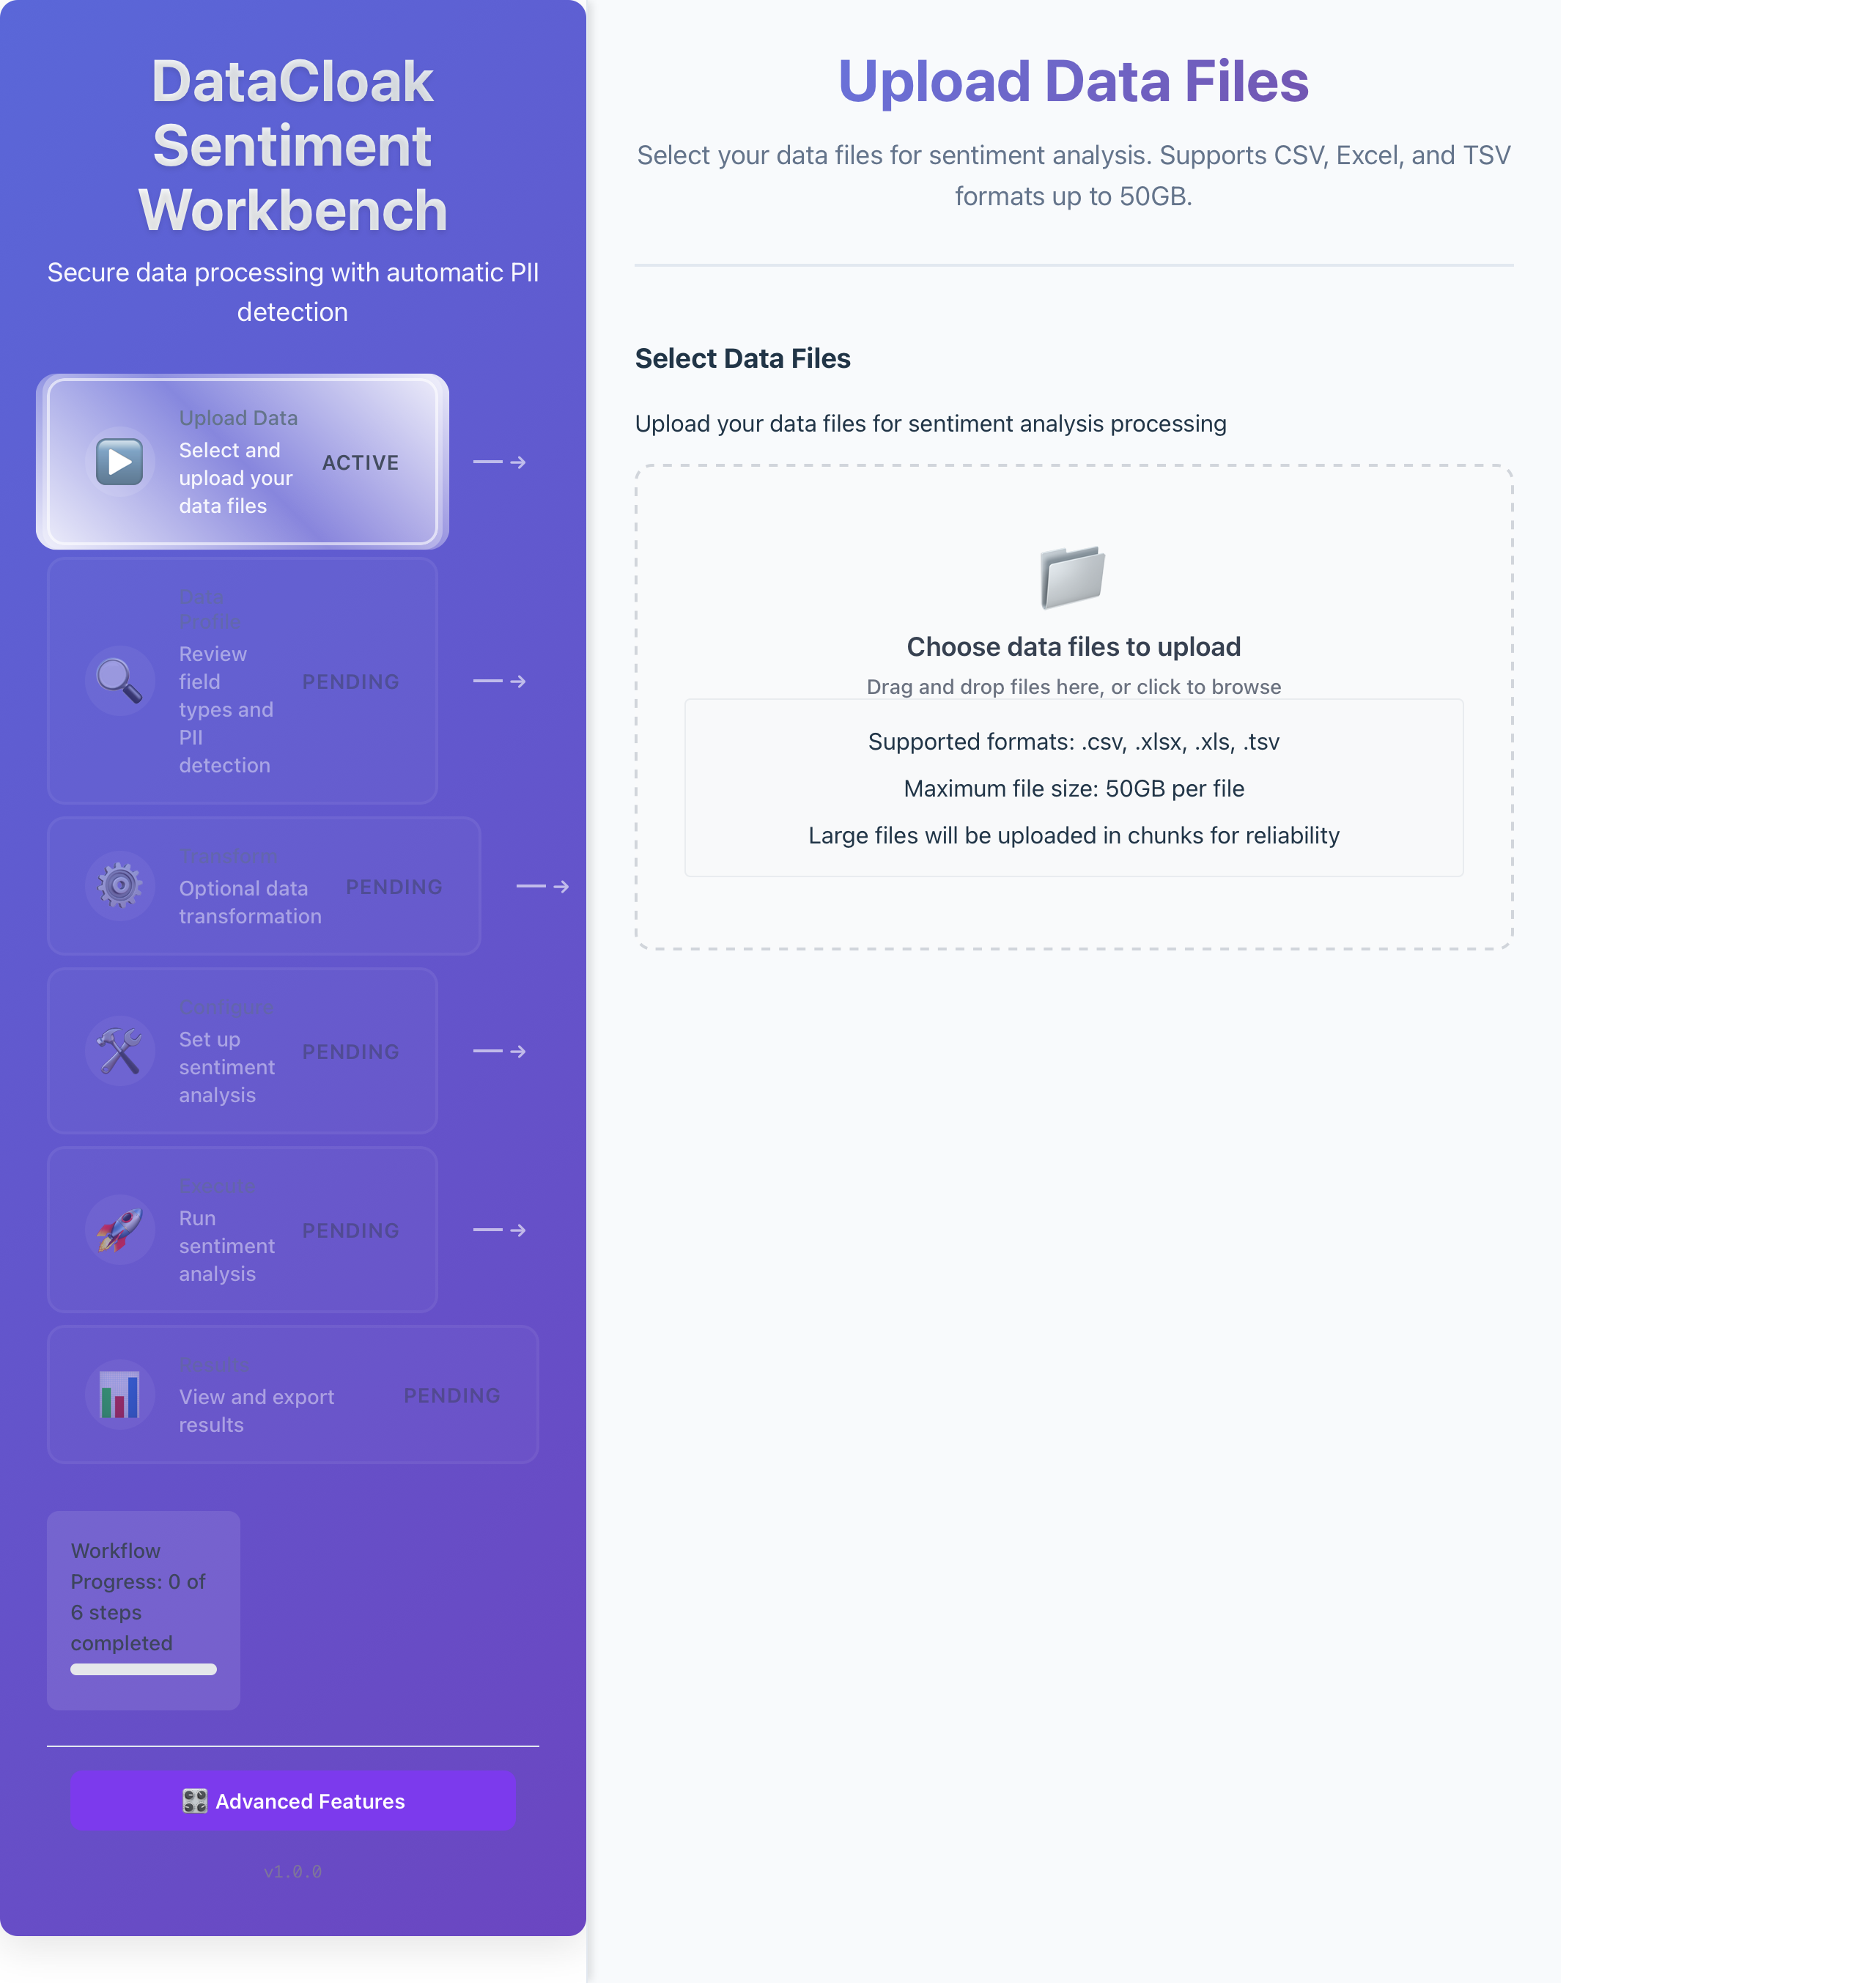 DataCloak
Sentiment
Workbench
Secure data processing with automatic PII
detection
Upload Data
Select and
upload your
data files
ACTIVE
Data
Profile
Review
field
types and
PII
detection
PENDING
Transform
Optional data
transformation
PENDING
Configure
Set up
sentiment
analysis
PENDING
Execute
Run
sentiment
analysis
PENDING
Results
View and export
results
PENDING
Workflow
Progress: 0 of
6 steps
completed
Advanced Features
v1.0.0
Upload Data Files
Select your data files for sentiment analysis. Supports CSV, Excel, and TSV
formats up to 50GB.
Select Data Files
Upload your data files for sentiment analysis processing
Choose data files to upload
Drag and drop files here, or click to browse
Supported formats: .csv, .xlsx, .xls, .tsv
Maximum file size: 50GB per file
Large files will be uploaded in chunks for reliability